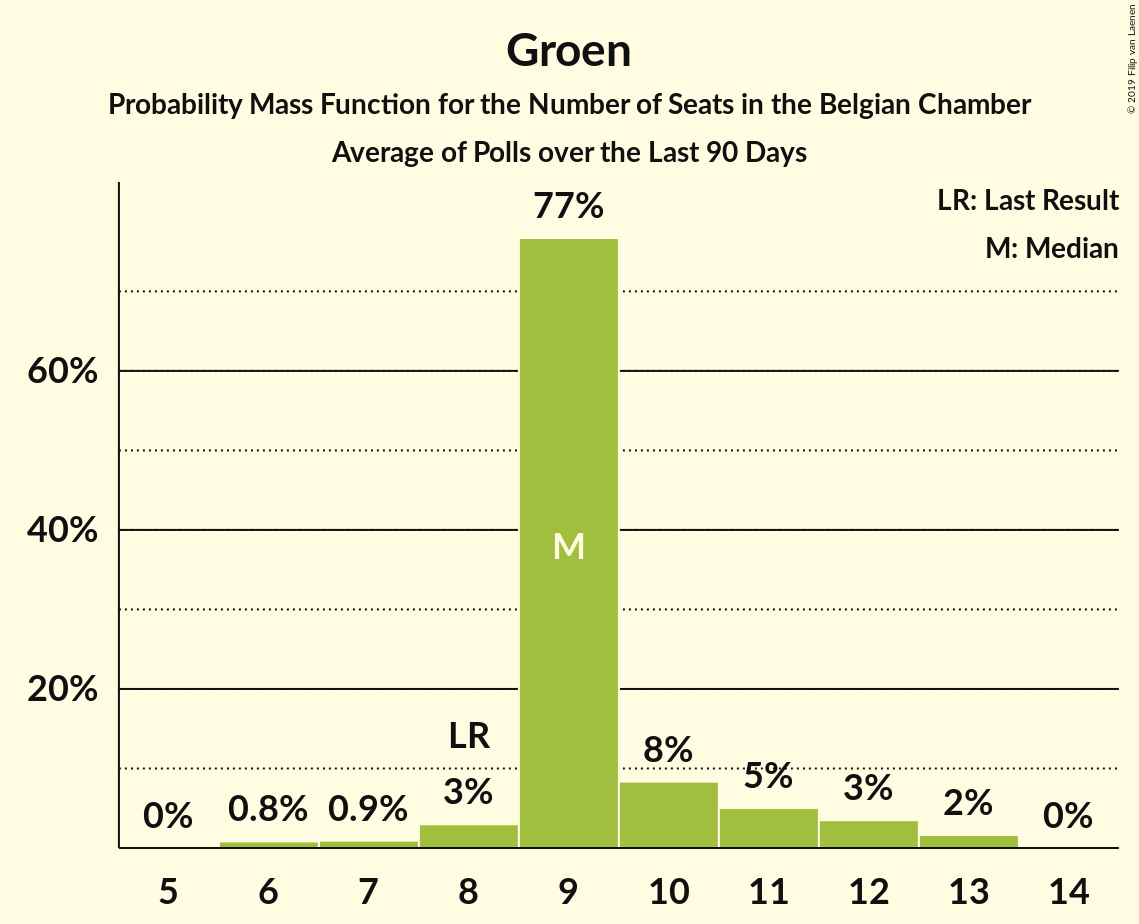 Groen
Probability Mass Function for the Number of Seats in the Belgian Chamber
Average of Polls over the Last 90 Days
© 2019 Filip van Laenen
LR: Last Result
M: Median
77%
60%
40%
20%
M
LR
0%
0.8%
0.9%
3%
8%
5%
3%
2%
0%
5 6 7 8 9 10 11 12 13 14